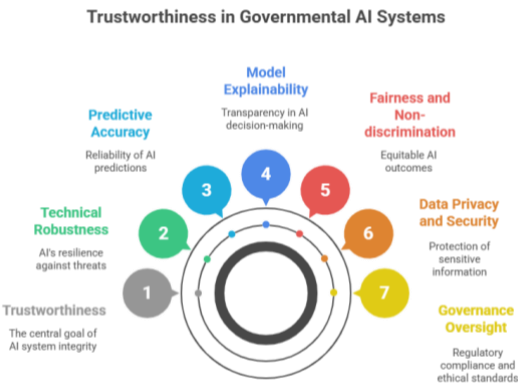 Trustworthiness in Governmental AI Systems
Model
Explainability
Transparency in AI
decision-making
Predictive
Accuracy
Reliability of AI
predictions
Fairness and
Non-
discrimination
Equitable AI
outcomes
Technical
Robustness
AI's resilience
against threats
Data Privacy
and Security
Protection of
sensitive
information
Trustworthiness
The central goal of
AI system integrity
Governance
Oversight
Regulatory
compliance and
ethical standards
1
2
3
4
5
6
7